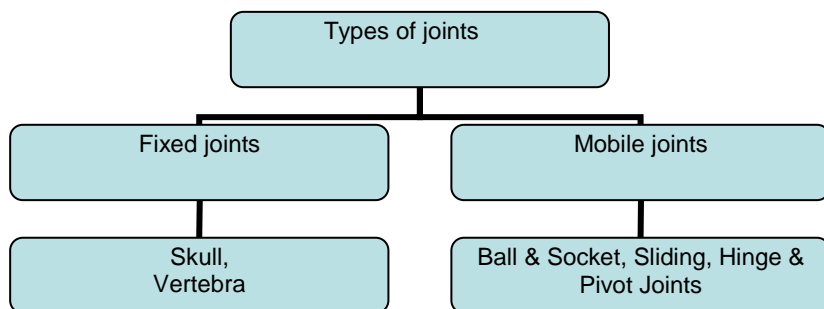 Types of joints
Fixed joints
Mobile joints
Skull,
Vertebra
Ball & Socket, Sliding, Hinge &
Pivot Joints